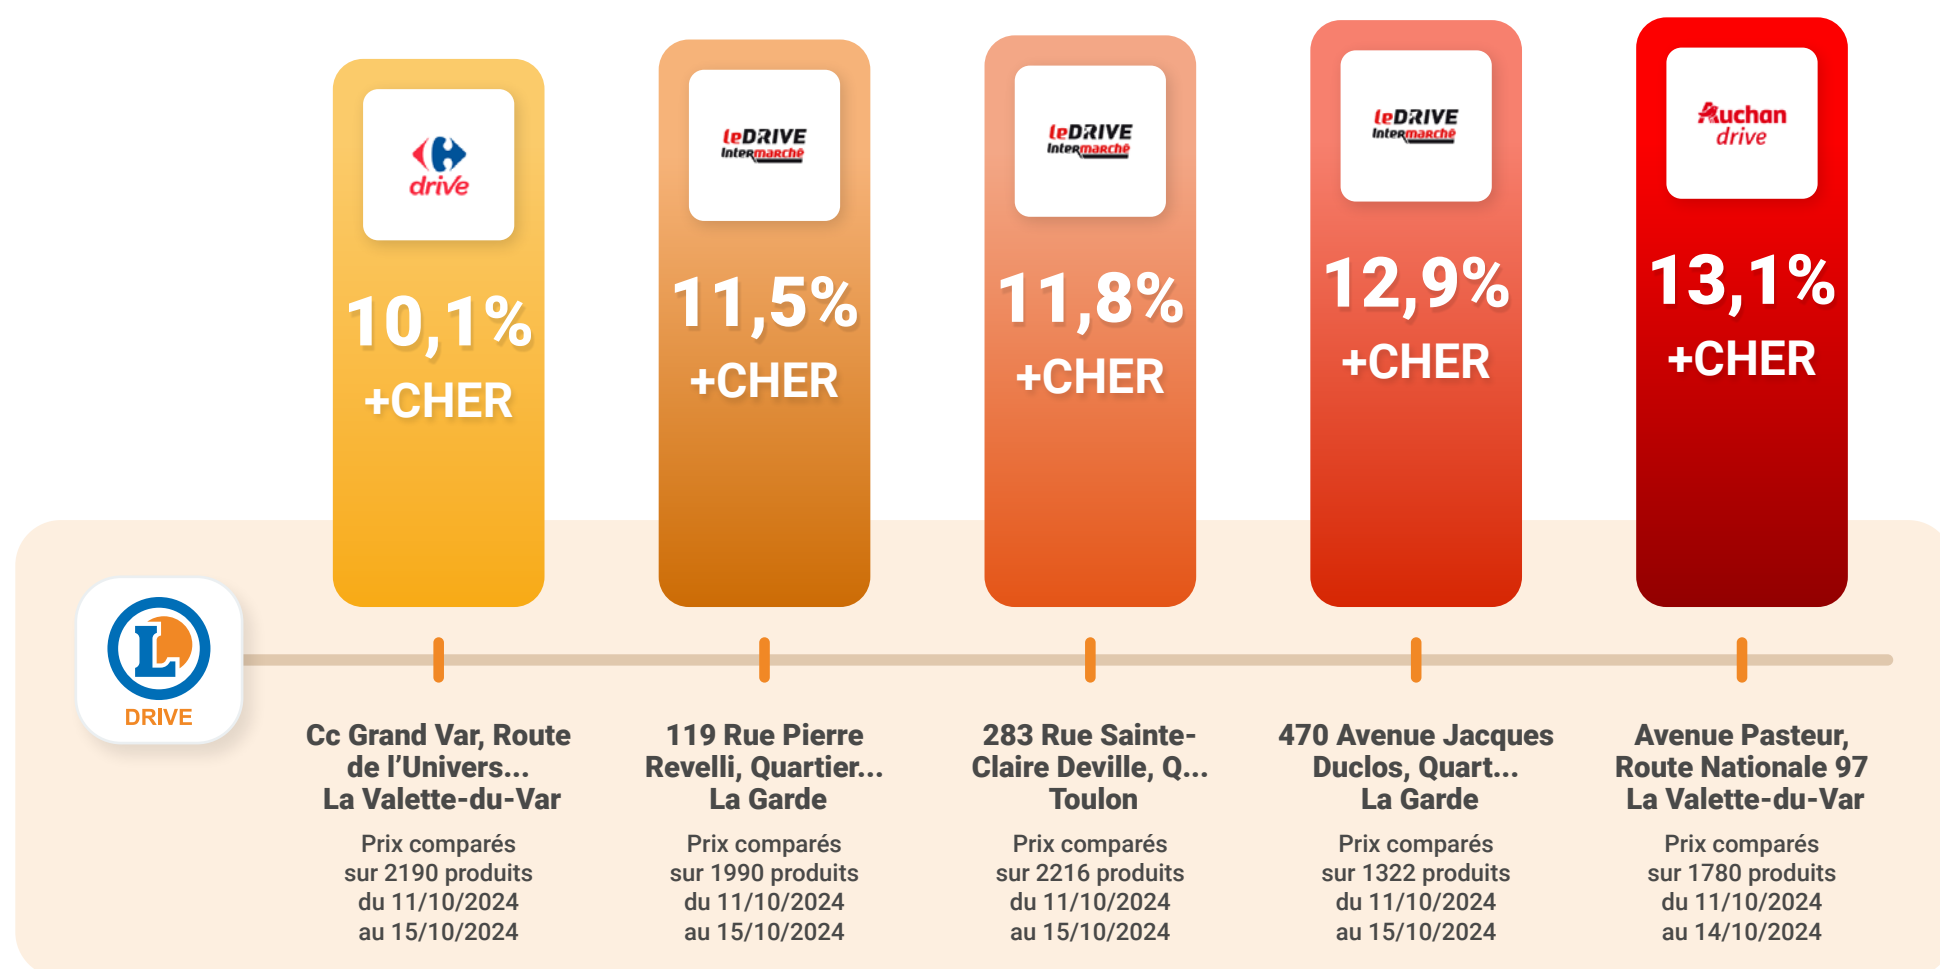 drive
10,1%
+CHER
leDRIVE
Intermarché
11,5%
+CHER
leDRIVE
Intermarché
11,8%
+CHER
leDRIVE
Intermarché
12,9%
+CHER
Auchan
drive
13,1%
+CHER
L
DRIVE
Cc Grand Var, Route
de l’Univers...
La Valette-du-Var
Prix comparés
sur 2190 produits
du 11/10/2024
au 15/10/2024
119 Rue Pierre
Revelli, Quartier...
La Garde
Prix comparés
sur 1990 produits
du 11/10/2024
au 15/10/2024
283 Rue Sainte-
Claire Deville, Q...
Toulon
Prix comparés
sur 2216 produits
du 11/10/2024
au 15/10/2024
470 Avenue Jacques
Duclos, Quart...
La Garde
Prix comparés
sur 1322 produits
du 11/10/2024
au 15/10/2024
Avenue Pasteur,
Route Nationale 97
La Valette-du-Var
Prix comparés
sur 1780 produits
du 11/10/2024
au 14/10/2024